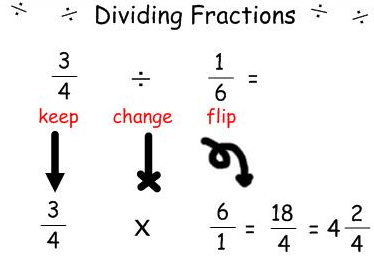 ÷ ÷ Dividing Fractions ÷ ÷
3/4 ÷ 1/6 =
keep change flip
3/4 X 6/1 = 18/4 = 4 2/4